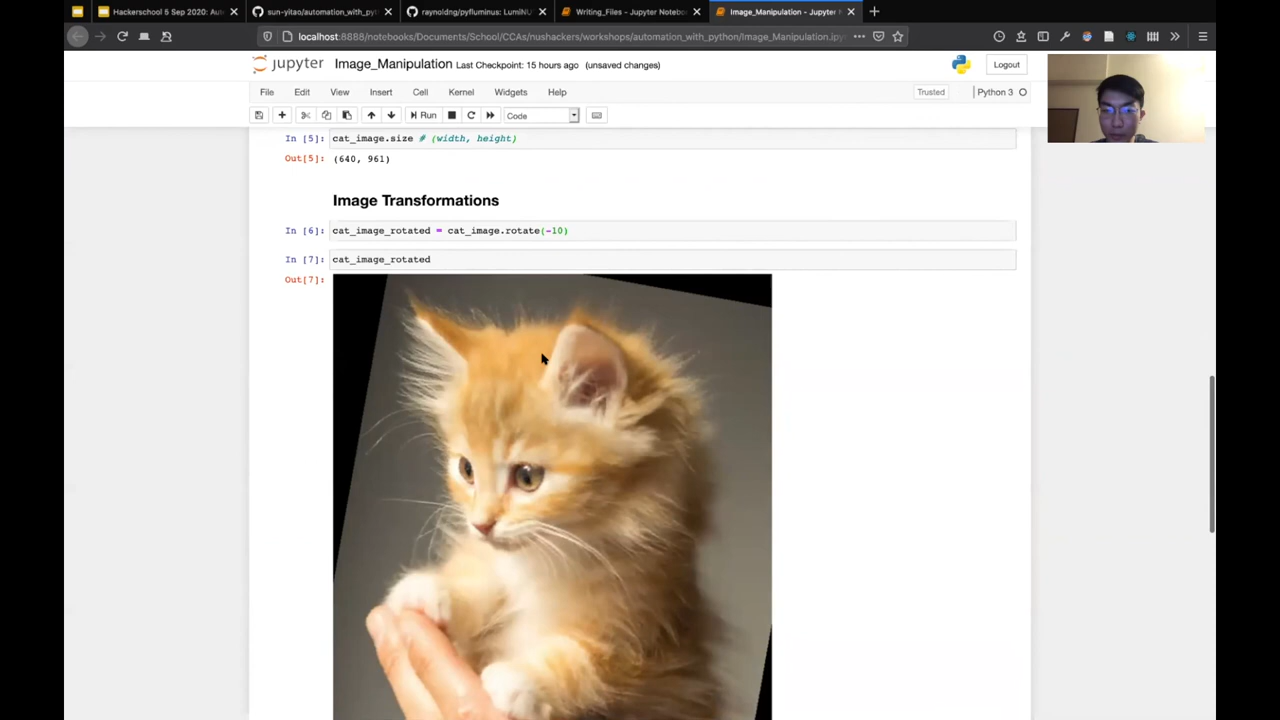 Hackerschool 5 Sep 2020: Aut
sun-yitao/automation_with_pyt
raynoldng/pyfluminus: LumiNU
Writing_Files - Jupyter Notebo
Image_Manipulation - Jupyter N
localhost:8888/notebooks/Documents/School/CCAs/nushackers/workshops/automation_with_python/Image_Manipulation.ipy
jupyter Image_Manipulation Last Checkpoint: 15 hours ago (unsaved changes)
Logout
File Edit View Insert Cell Kernel Widgets Help
Trusted
Python 3
Run
Code
In [5]: cat_image.size # (width, height)
Out[5]: (640, 961)
Image Transformations
In [6]: cat_image_rotated = cat_image.rotate(-10)
In [7]: cat_image_rotated
Out[7]: